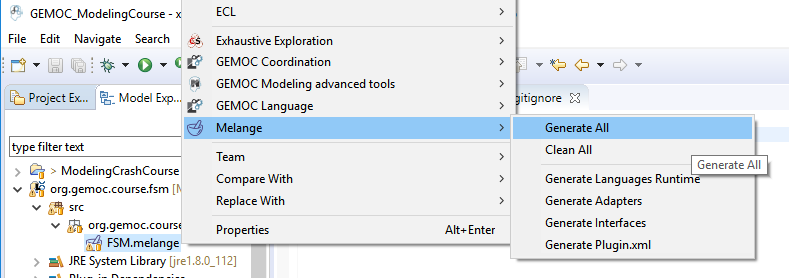 GEMOC_ModelingCourse - x
File Edit Navigate Search
Project Ex...
Model Exp...
gitignore
type filter text
> ModelingCrashCourse
org.gemoc.course.fsm [M
src
org.gemoc.course
FSM.melange
JRE System Library [jre1.8.0_112]
Plug-in Dependencies
ECL
Exhaustive Exploration
GEMOC Coordination
GEMOC Modeling advanced tools
GEMOC Language
Melange
Team
Compare With
Replace With
Properties Alt+Enter
Generate All
Clean All
Generate All
Generate Languages Runtime
Generate Adapters
Generate Interfaces
Generate Plugin.xml